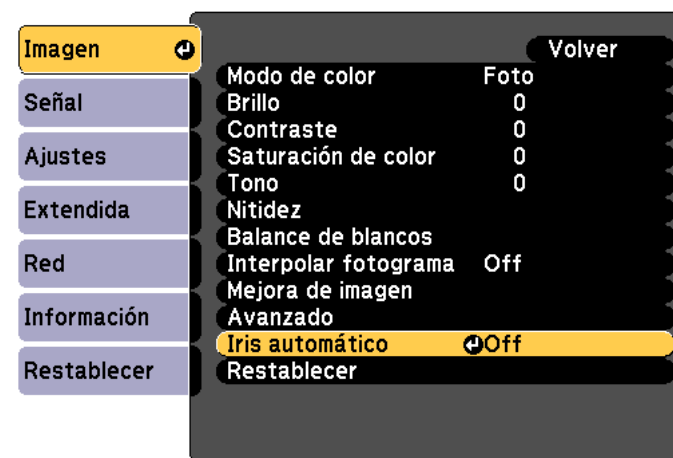 Imagen
Señal
Ajustes
Extendida
Red
Información
Restablecer
Volver
Modo de color Foto
Brillo 0
Contraste 0
Saturación de color 0
Tono 0
Nitidez
Balance de blancos
Interpolar fotograma Off
Mejora de imagen
Avanzado
Iris automático Off
Restablecer